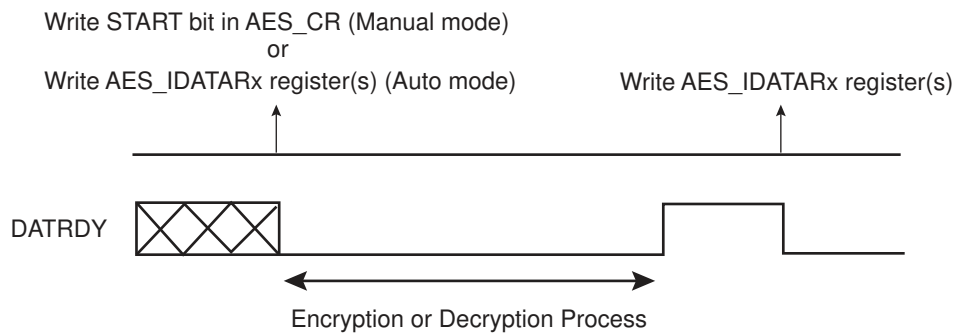 Write START bit in AES_CR (Manual mode)
or
Write AES_IDATARx register(s) (Auto mode)
Write AES_IDATARx register(s)
DATRDY
Encryption or Decryption Process